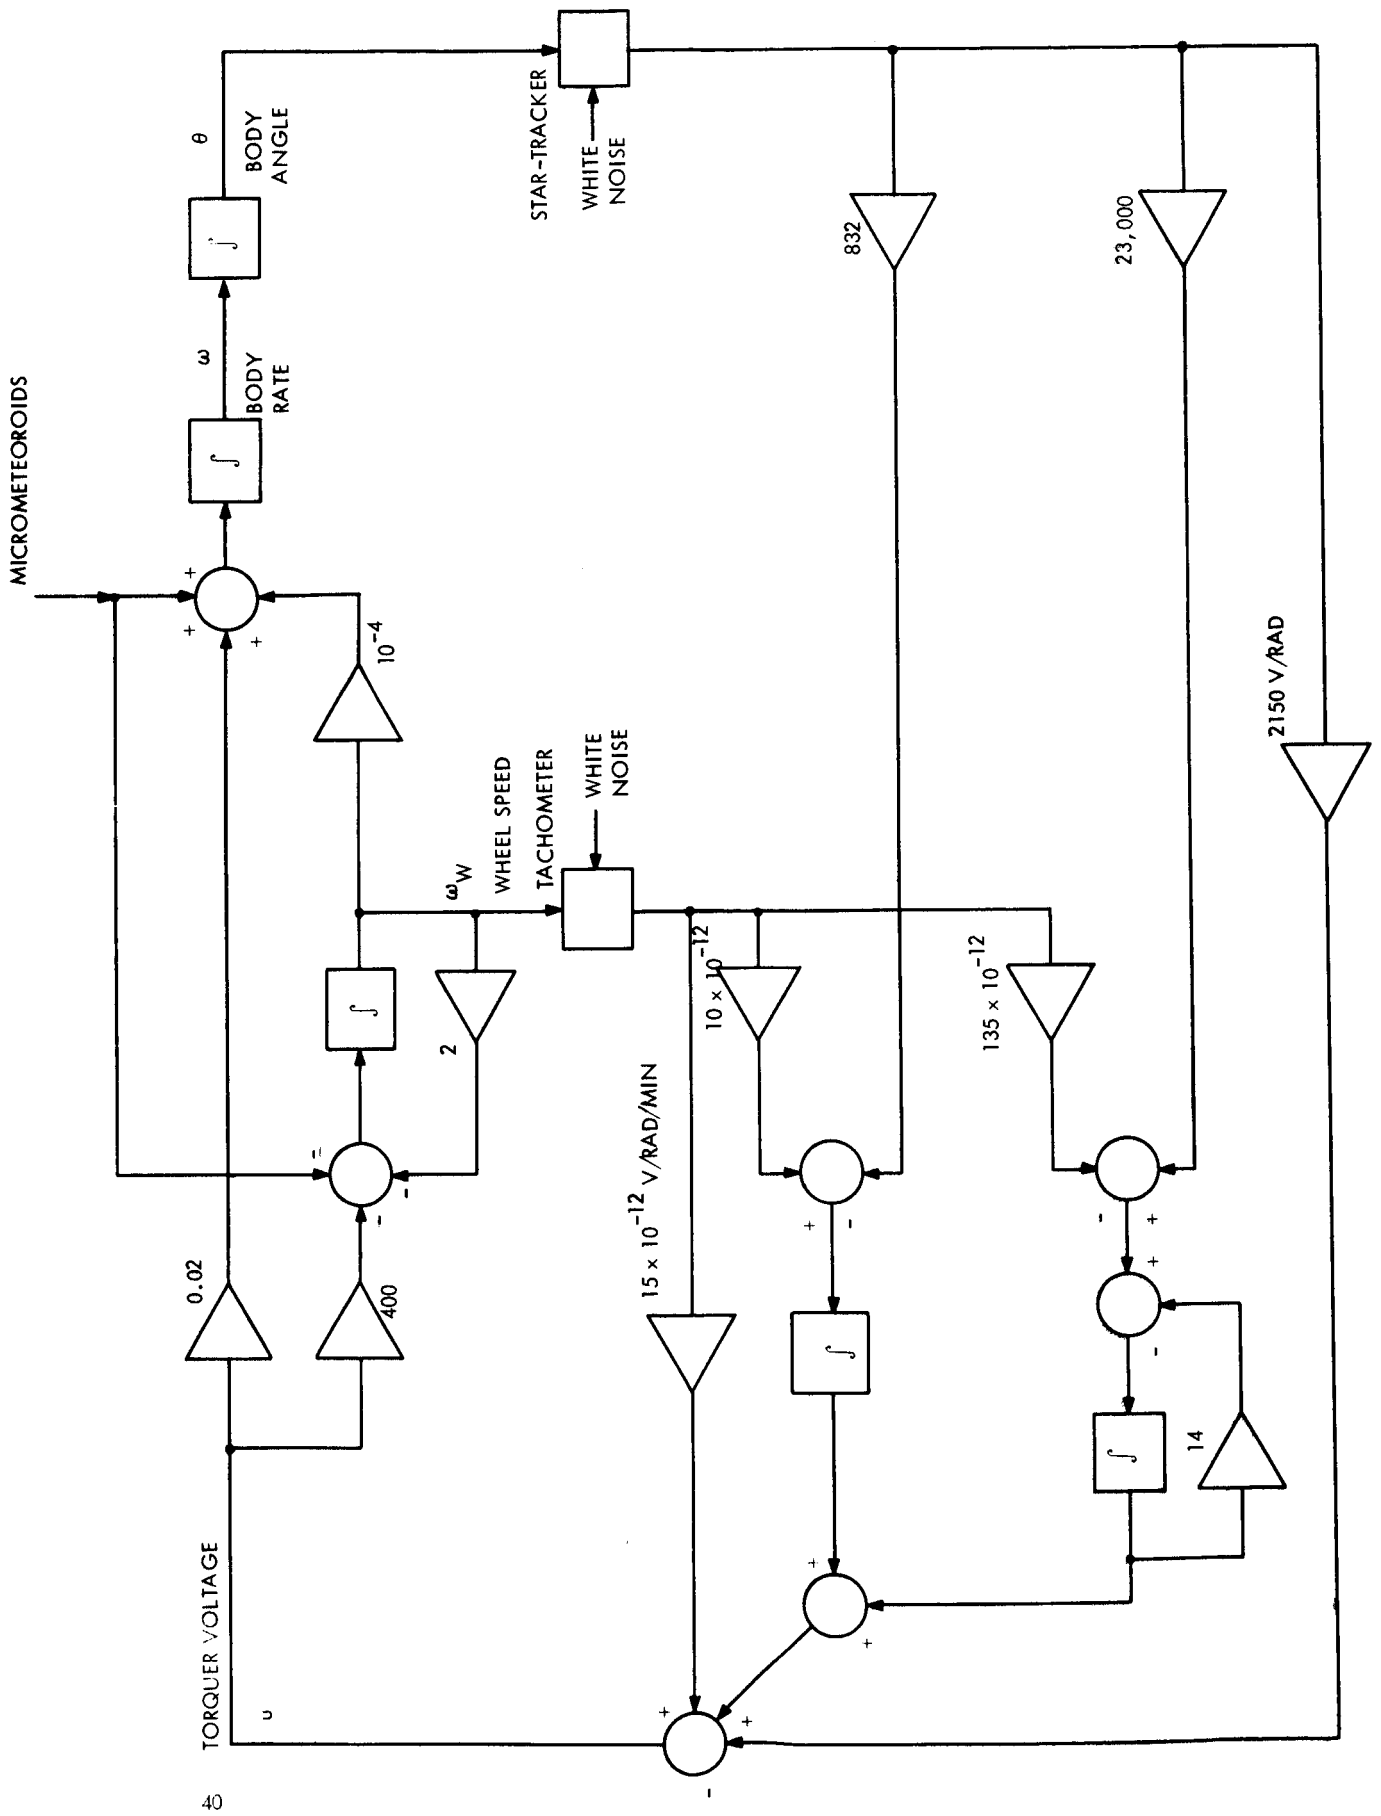 MICROMETEOROIDS
+
+
+
∫
BODY
RATE
ω
∫
BODY
ANGLE
θ
STAR-TRACKER
WHITE
NOISE
832
23,000
2150 V/RAD
0.02
400
-
-
=
∫
2
10⁻⁴
ω_W
WHEEL SPEED
TACHOMETER
WHITE
NOISE
15 × 10⁻¹² V/RAD/MIN
10 × 10⁻¹²
135 × 10⁻¹²
+
-
∫
-
+
+
-
∫
14
+
+
+
+
-
TORQUER VOLTAGE
υ
40